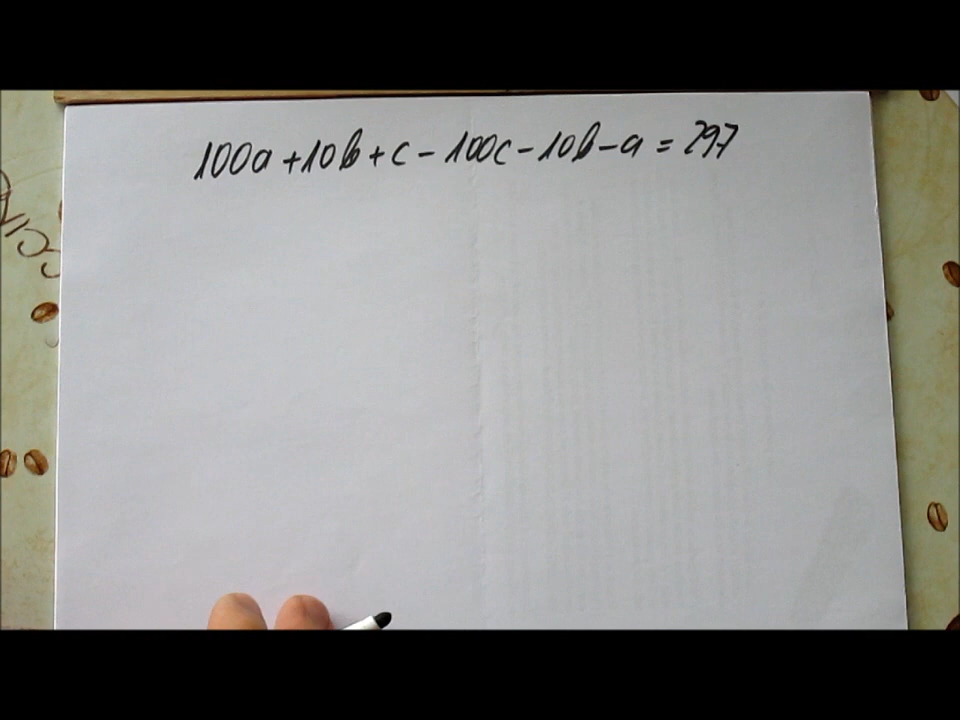 100a + 10b + c - 100c - 10b - a = 297